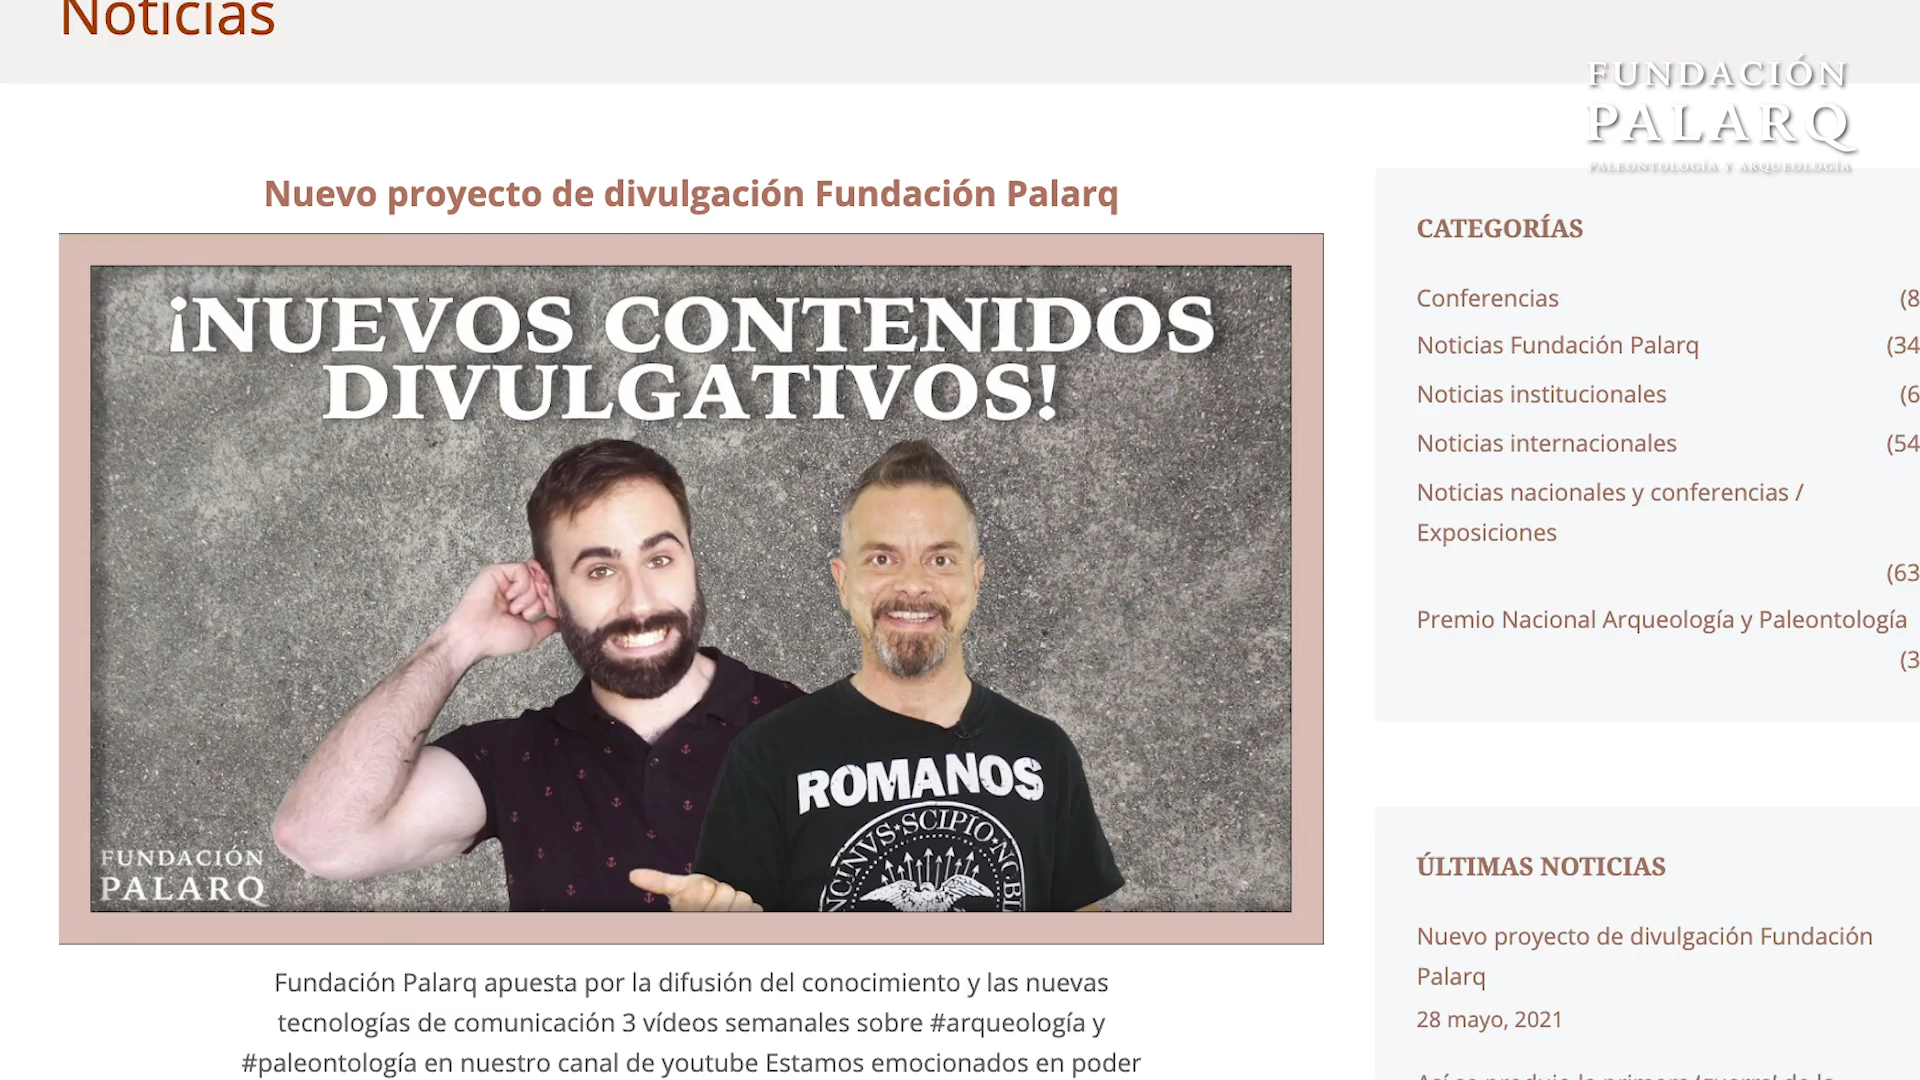 Noticias
FUNDACIÓN
PALARQ
PALEONTOLOGÍA Y ARQUEOLOGÍA
Nuevo proyecto de divulgación Fundación Palarq
¡NUEVOS CONTENIDOS
DIVULGATIVOS!
ROMANOS
SCIPIO
FUNDACIÓN
PALARQ
Fundación Palarq apuesta por la difusión del conocimiento y las nuevas
tecnologías de comunicación 3 vídeos semanales sobre #arqueología y
#paleontología en nuestro canal de youtube Estamos emocionados en poder
CATEGORÍAS
Conferencias (8
Noticias Fundación Palarq (34
Noticias institucionales (6
Noticias internacionales (54
Noticias nacionales y conferencias /
Exposiciones
(63
Premio Nacional Arqueología y Paleontología
(3
ÚLTIMAS NOTICIAS
Nuevo proyecto de divulgación Fundación
Palarq
28 mayo, 2021